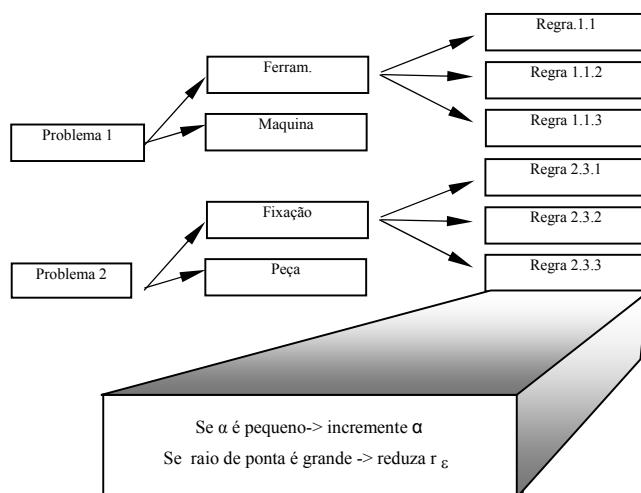 Regra.1.1
Ferram.
Regra 1.1.2
Maquina
Regra 1.1.3
Problema 1
Regra 2.3.1
Fixação
Regra 2.3.2
Problema 2
Peça
Regra 2.3.3
Se α é pequeno-> incremente α
Se raio de ponta é grande -> reduza r ε